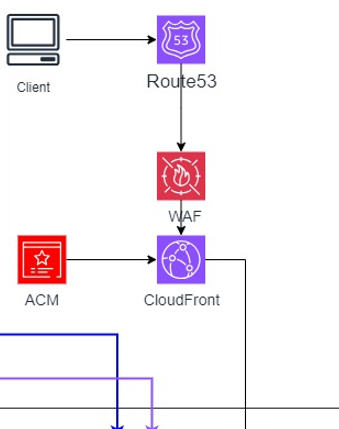 53
Client
Route53
WAF
ACM
CloudFront